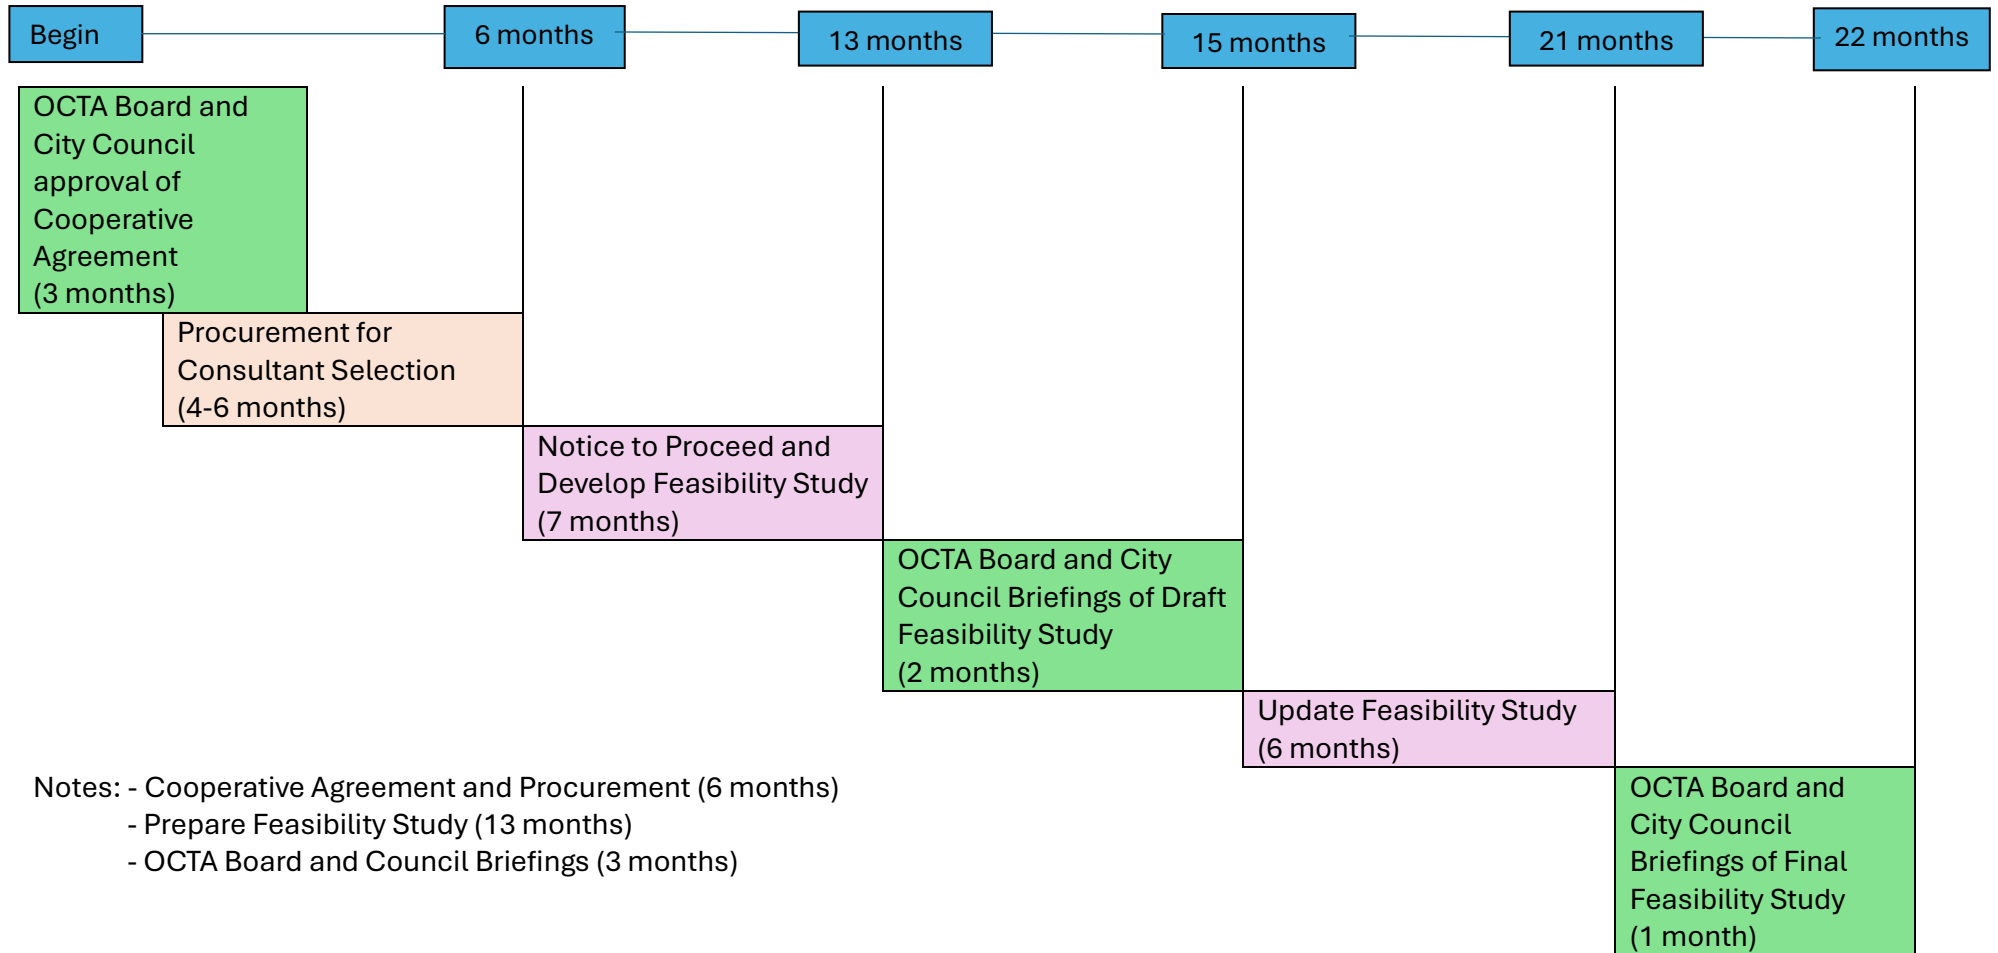 Begin
6 months
13 months
15 months
21 months
22 months
OCTA Board and
City Council
approval of
Cooperative
Agreement
(3 months)
Procurement for
Consultant Selection
(4-6 months)
Notice to Proceed and
Develop Feasibility Study
(7 months)
OCTA Board and City
Council Briefings of Draft
Feasibility Study
(2 months)
Update Feasibility Study
(6 months)
OCTA Board and
City Council
Briefings of Final
Feasibility Study
(1 month)
Notes: - Cooperative Agreement and Procurement (6 months)
- Prepare Feasibility Study (13 months)
- OCTA Board and Council Briefings (3 months)